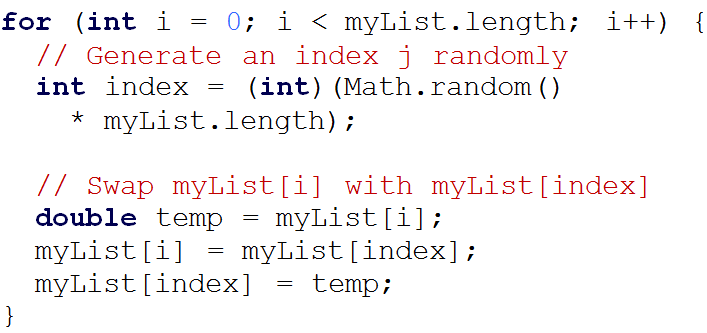 for (int i = 0; i < myList.length; i++) {
  // Generate an index j randomly
  int index = (int)(Math.random()
    * myList.length);

  // Swap myList[i] with myList[index]
  double temp = myList[i];
  myList[i] = myList[index];
  myList[index] = temp;
}